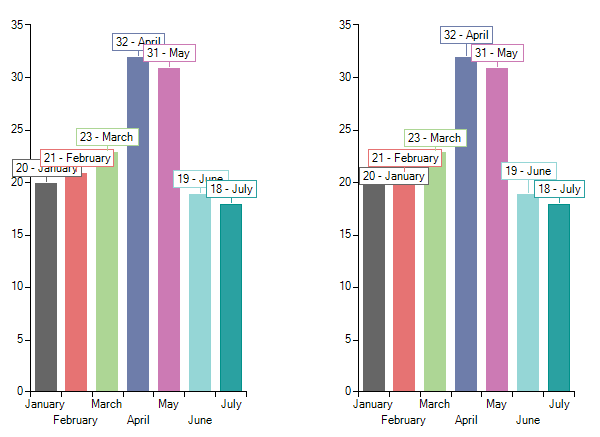 35
30
25
20
15
10
5
0
32 - April
31 - May
23 - March
21 - February
20 - January
19 - June
18 - July
January
March
May
July
February
April
June
35
30
25
20
15
10
5
0
32 - April
31 - May
23 - March
21 - February
20 - January
19 - June
18 - July
January
March
May
July
February
April
June